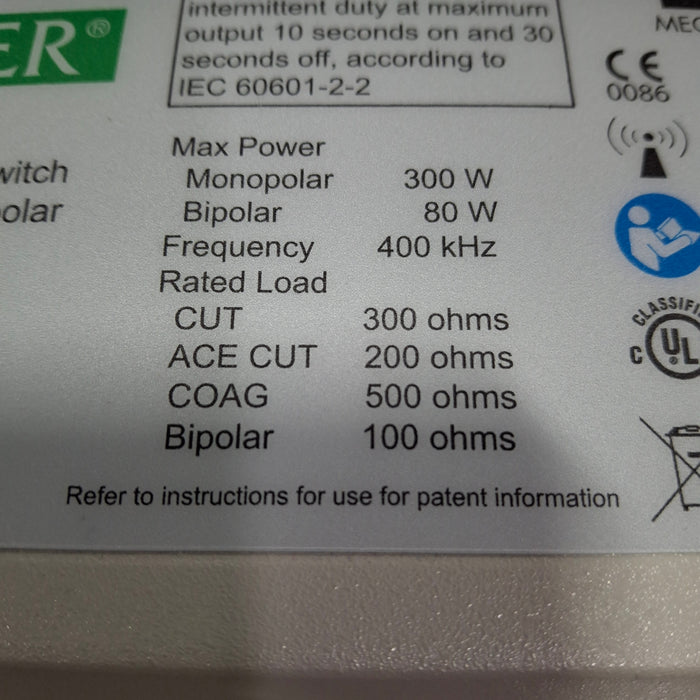 intermittent duty at maximum
output 10 seconds on and 30
seconds off, according to
IEC 60601-2-2
ER®
CE
0086
Max Power
Monopolar 300 W
Bipolar 80 W
Frequency 400 kHz
Rated Load
CUT 300 ohms
ACE CUT 200 ohms
COAG 500 ohms
Bipolar 100 ohms
Refer to instructions for use for patent information
witch
olar
MEC
CLASSIFI
C UL